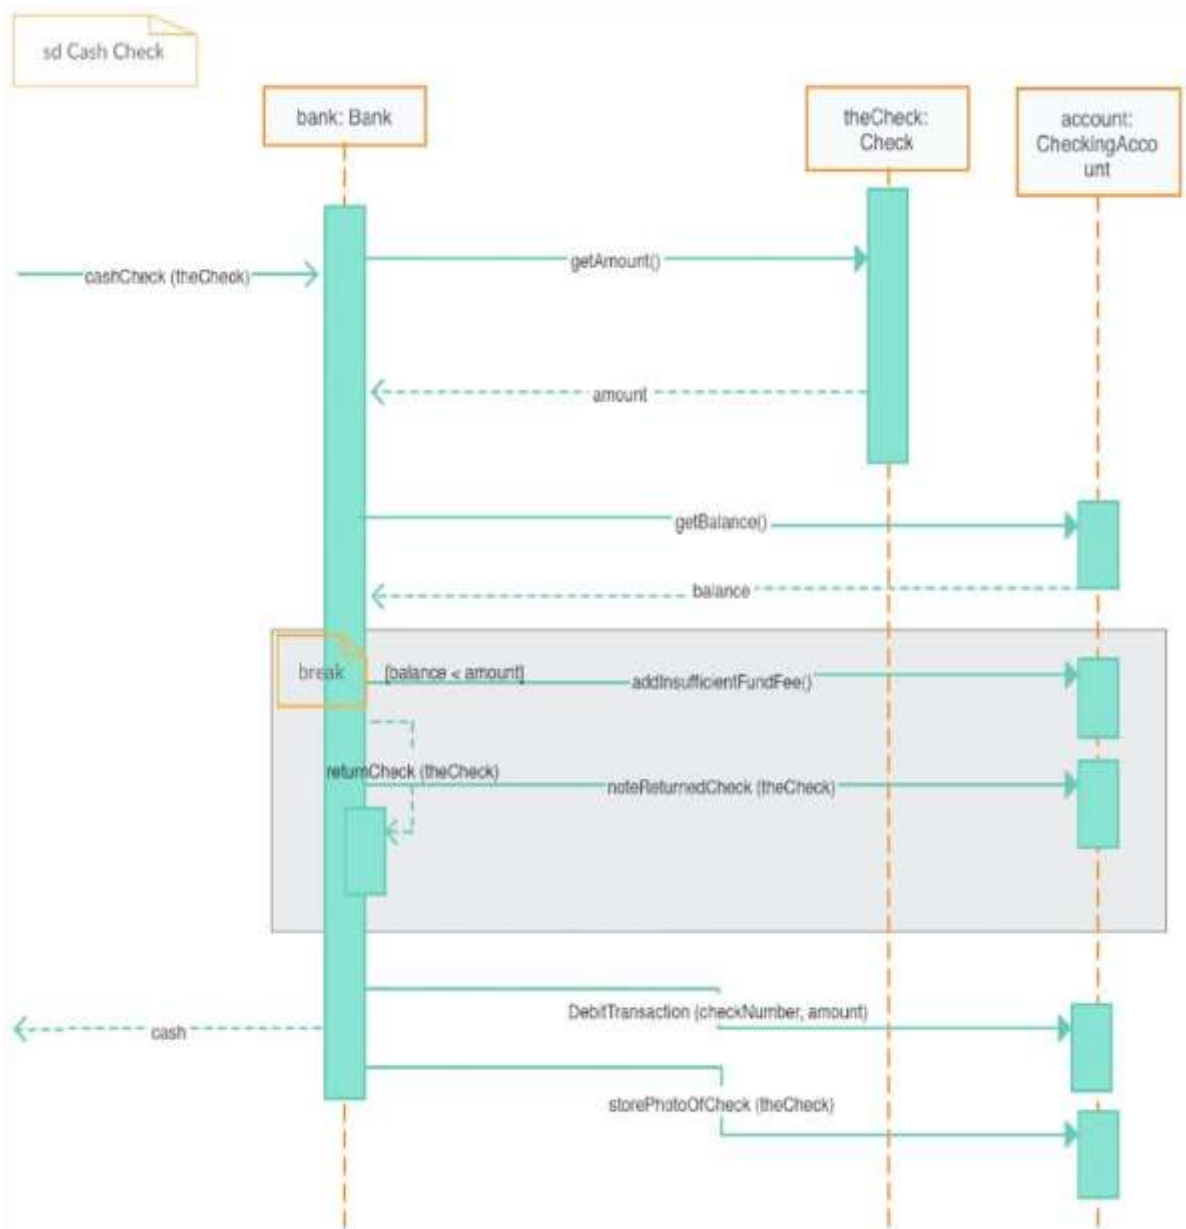 sd Cash Check
bank: Bank
theCheck:
Check
account:
CheckingAcco
unt
getAmount()
cashCheck (theCheck)
amount
getBalance()
balance
break
[balance < amount]
addInsufficientFundFee()
returnCheck (theCheck)
noteReturnedCheck (theCheck)
DebitTransaction (checkNumber, amount)
cash
storePhotoOfCheck (theCheck)